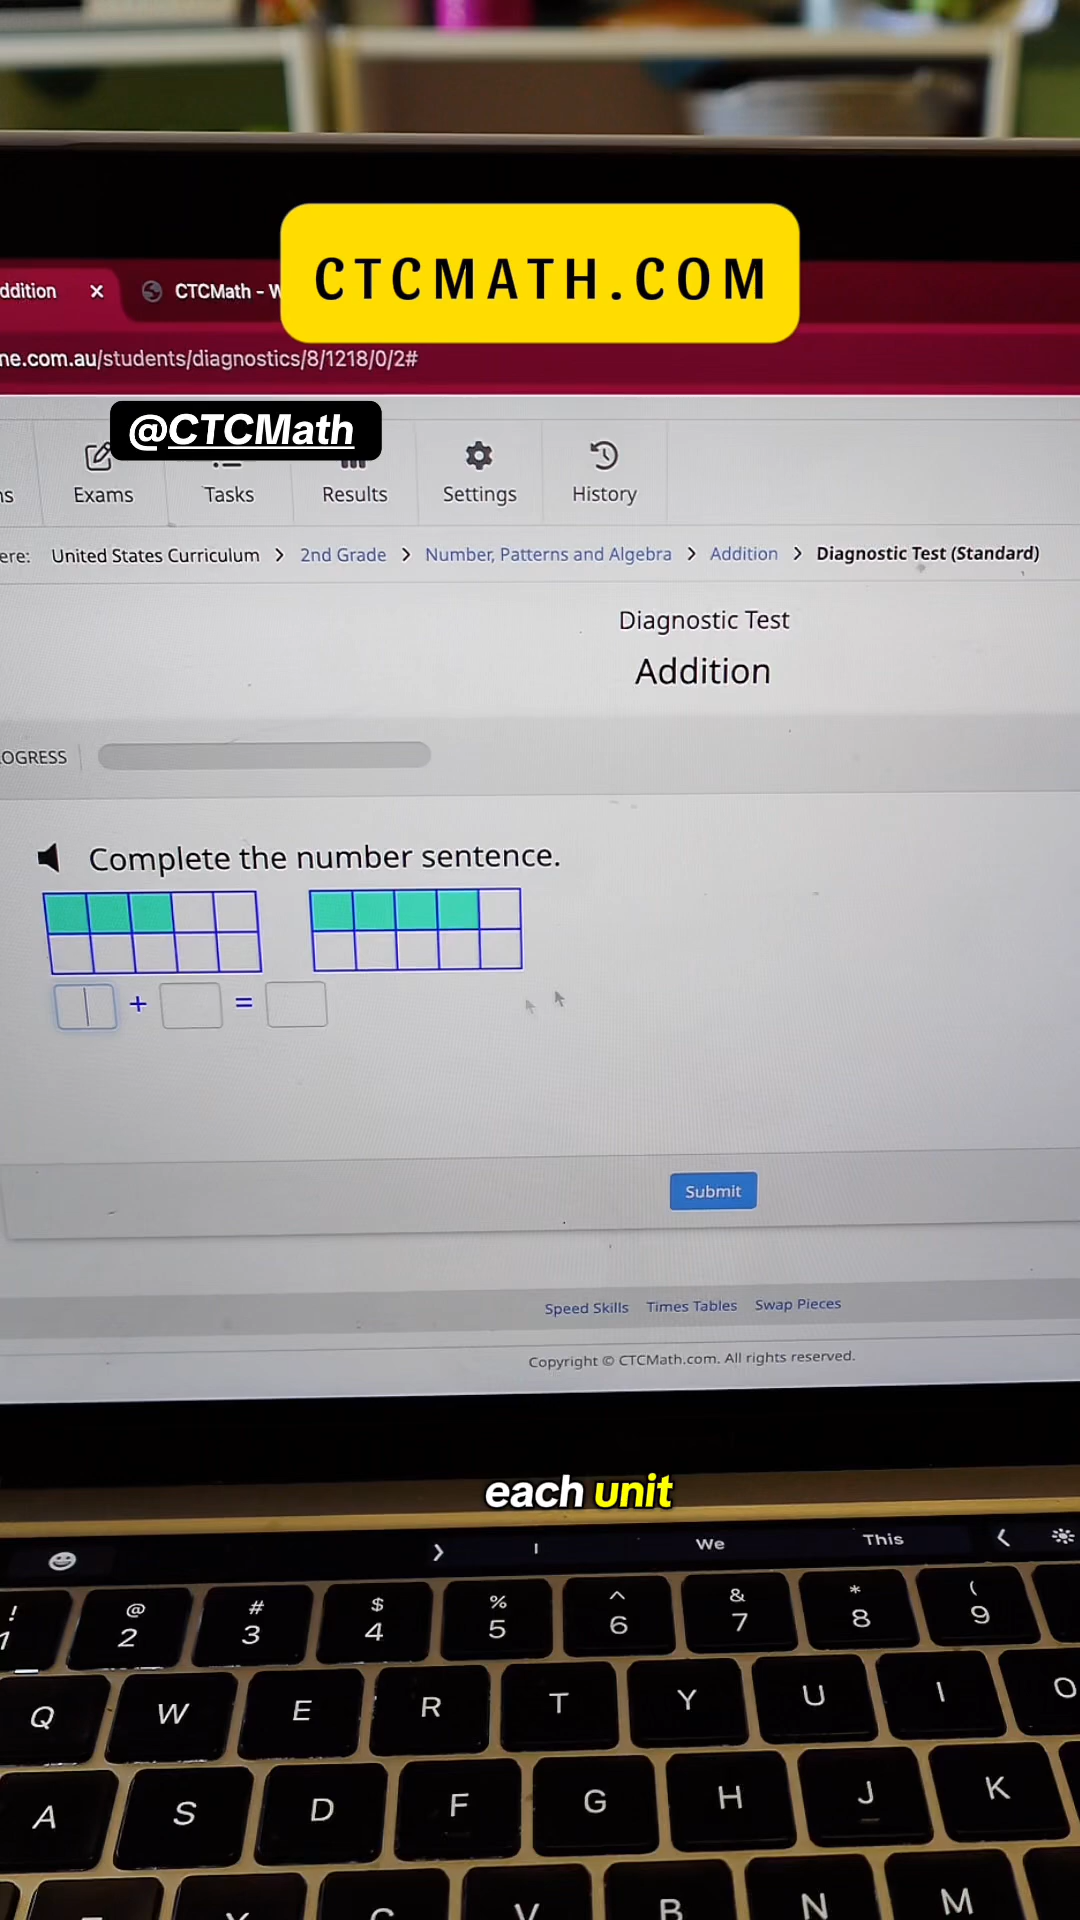 CTCMATH.COM
ddition × CTCMath - W
ne.com.au/students/diagnostics/8/1218/0/2#
@CTCMath
ns Exams Tasks Results Settings History
ere: United States Curriculum > 2nd Grade > Number, Patterns and Algebra > Addition > Diagnostic Test (Standard)
Diagnostic Test
Addition
OGRESS
Complete the number sentence.
+ =
Submit
Speed Skills Times Tables Swap Pieces
Copyright © CTCMath.com. All rights reserved.
each unit
> I We This <
! @ # $ % ^ & * (
1 2 3 4 5 6 7 8 9
Q W E R T Y U I O
A S D F G H J K
C V B N M